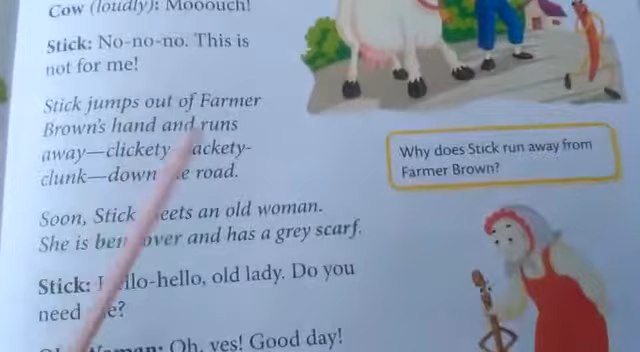 Cow (loudly): Mooouch!
Stick: No-no-no. This is
not for me!
Stick jumps out of Farmer
Brown's hand and runs
away—clickety
clunk—down road.
Soon, Stick an old woman.
She is over and has a grey scarf.
Stick: old lady. Do you
need
Oh, yes! Good day!
Why does Stick run away from
Farmer Brown?